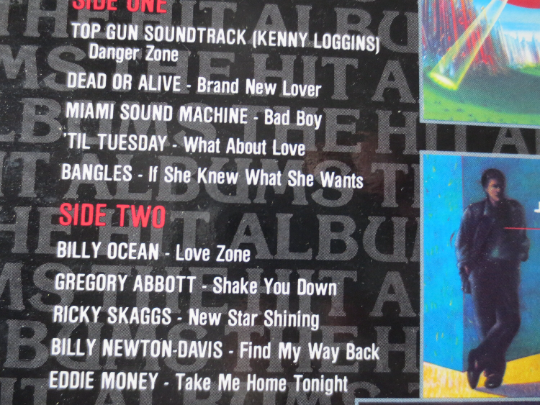 SIDE ONE
TOP GUN SOUNDTRACK (KENNY LOGGINS)
Danger Zone
DEAD OR ALIVE - Brand New Lover
MIAMI SOUND MACHINE - Bad Boy
'TIL TUESDAY - What About Love
BANGLES - If She Knew What She Wants
SIDE TWO
BILLY OCEAN - Love Zone
GREGORY ABBOTT - Shake You Down
RICKY SKAGGS - New Star Shining
BILLY NEWTON-DAVIS - Find My Way Back
EDDIE MONEY - Take Me Home Tonight